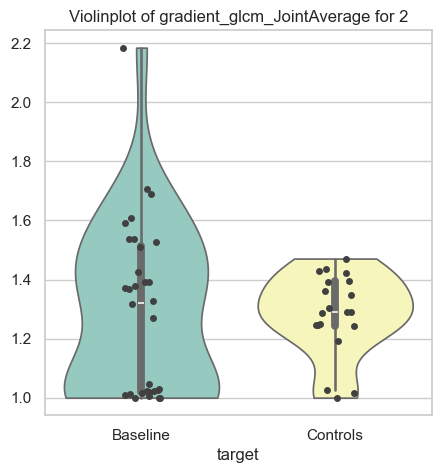 Violinplot of gradient_glcm_JointAverage for 2
2.2
2.0
1.8
1.6
1.4
1.2
1.0
Baseline
Controls
target